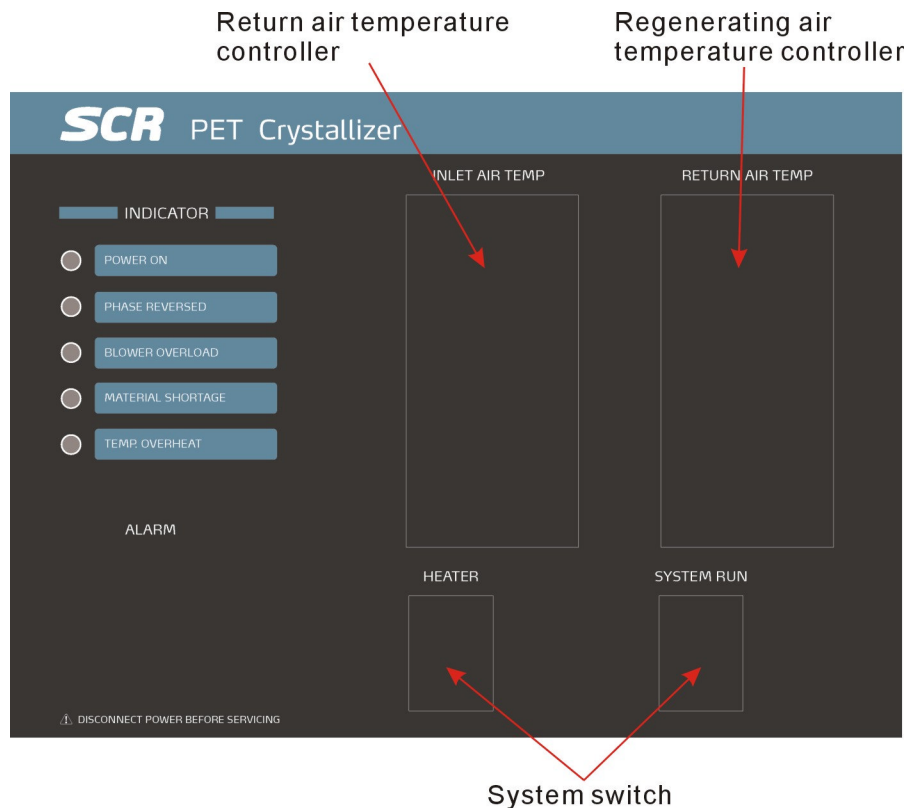 Return air temperature
controller
Regenerating air
temperature controller
SCR PET Crystallizer
INLET AIR TEMP
RETURN AIR TEMP
INDICATOR
POWER ON
PHASE REVERSED
BLOWER OVERLOAD
MATERIAL SHORTAGE
TEMP. OVERHEAT
ALARM
HEATER
SYSTEM RUN
⚠ DISCONNECT POWER BEFORE SERVICING
System switch